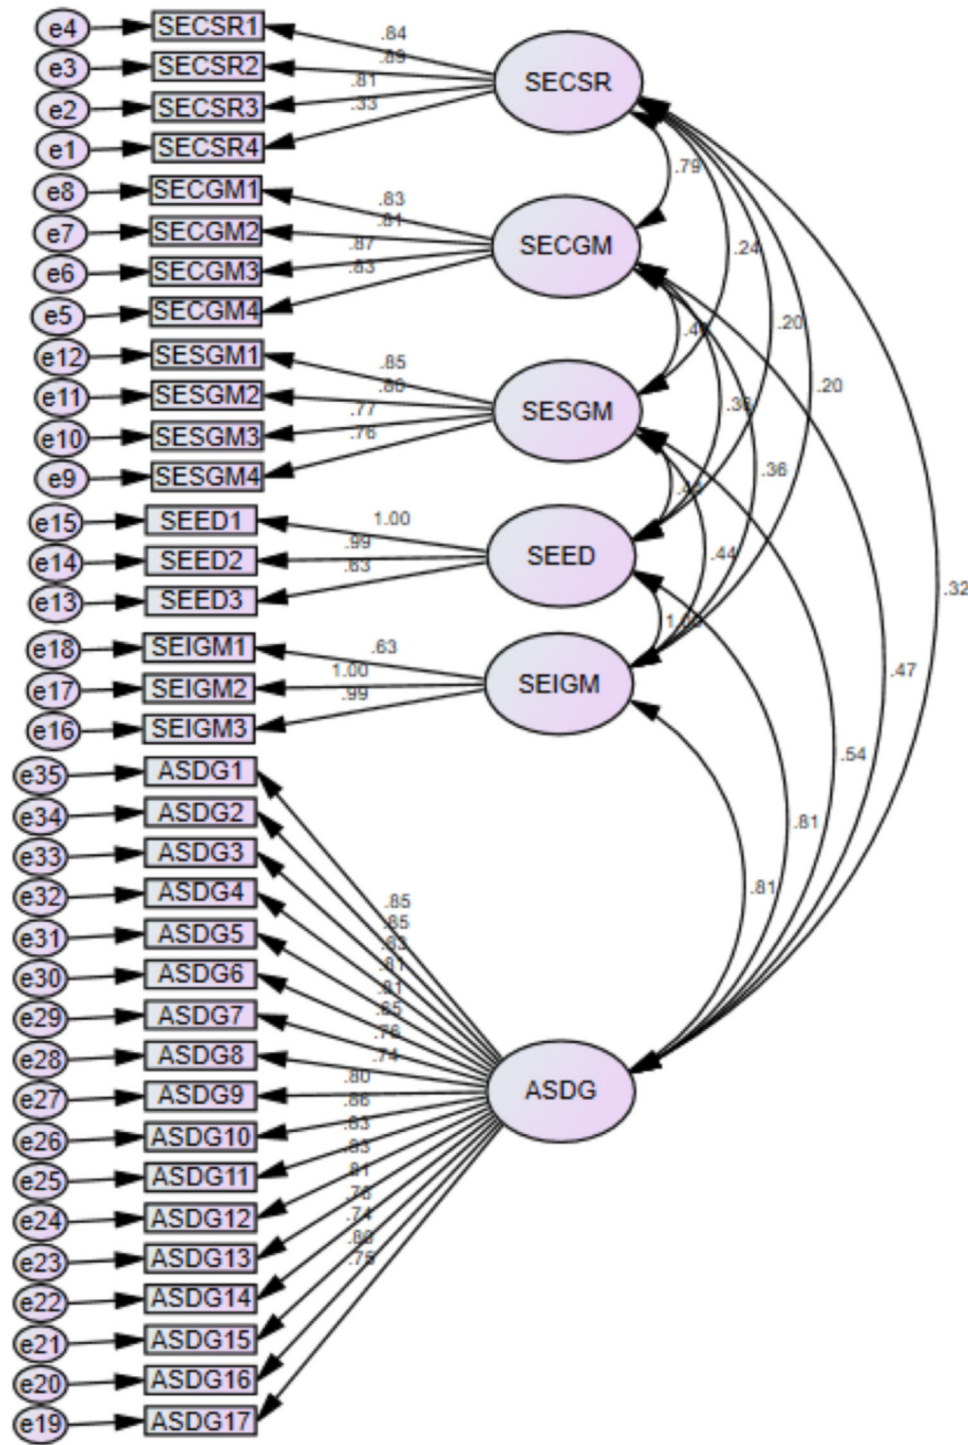 e4 SECSR1 .84
e3 SECSR2 .89
e2 SECSR3 .81
e1 SECSR4 .33
SECSR
e8 SECGM1 .83
e7 SECGM2 .81
e6 SECGM3 .87
e5 SECGM4 .83
SECGM
.79
e12 SESGM1 .85
e11 SESGM2
e10 SESGM3 .77
e9 SESGM4 .76
SESGM
.24
.20
.20
.36
e15 SEED1 1.00
e14 SEED2 .99
e13 SEED3 .63
SEED
.44
e18 SEIGM1 .63
e17 SEIGM2 1.00
e16 SEIGM3 .99
SEIGM
.32
.47
.54
.81
.81
e35 ASDG1 .85
e34 ASDG2 .85
e33 ASDG3 .83
e32 ASDG4 .81
e31 ASDG5 .81
e30 ASDG6
e29 ASDG7 .76
e28 ASDG8 .74
e27 ASDG9 .80
e26 ASDG10 .86
e25 ASDG11
e24 ASDG12 .83
e23 ASDG13 .81
e22 ASDG14 .76
e21 ASDG15 .74
e20 ASDG16
e19 ASDG17 .75
ASDG